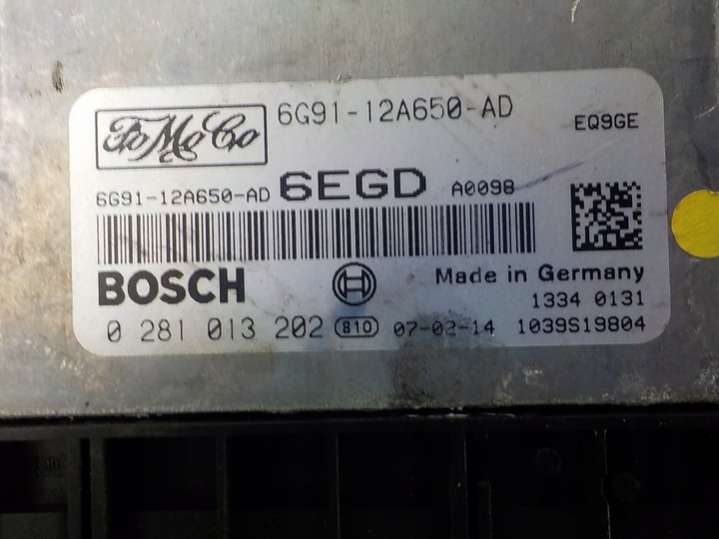 FoMoCo
6G91-12A650-AD
EQ9GE
6G91-12A650-AD 6EGD A0098
BOSCH Made in Germany
1334 0131
0 281 013 202 810 07-02-14 1039S19804